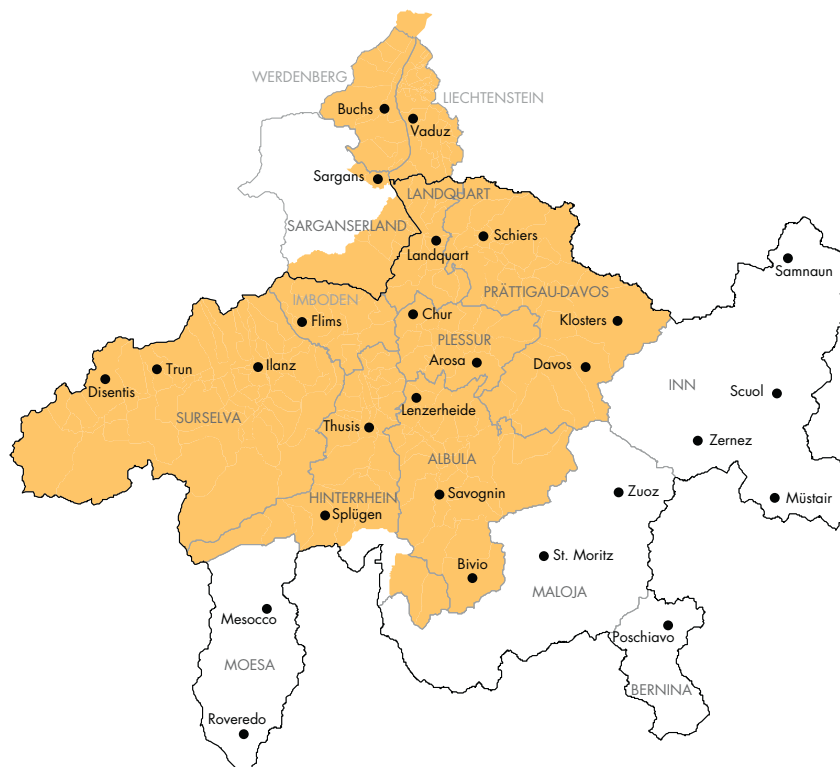 WERDENBERG
LIECHTENSTEIN
Buchs
Vaduz
Sargans
LANDQUART
SARGANSERLAND
Schiers
Landquart
Samnaun
IMBODEN
PRÄTTIGAU-DAVOS
Flims
Chur
Klosters
PLESSUR
Arosa
Davos
Trun
Ilanz
Disentis
INN
Scuol
Lenzerheide
SURSELVA
Thusis
Zernez
ALBULA
Zuoz
Müstair
HINTERRHEIN
Savognin
Splügen
Bivio
St. Moritz
MALOJA
Mesocco
Poschiavo
MOESA
BERNINA
Roveredo